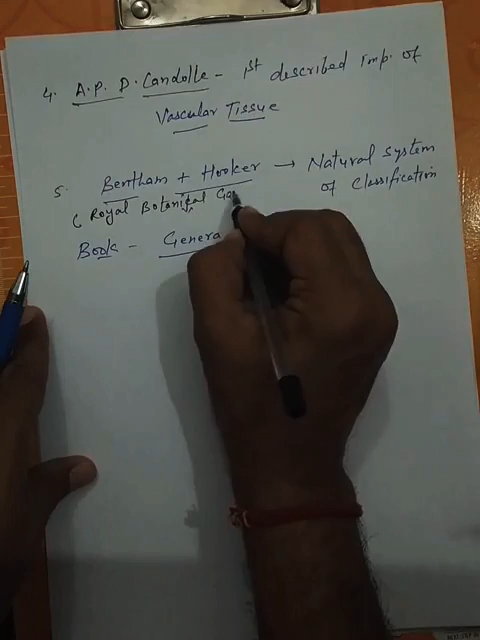 4. A.P. D. Candolle - 1st described imp. of
Vascular Tissue
5. Bentham + Hooker → Natural system
of Classification
( Royal Botanical Ga
Book - Genera